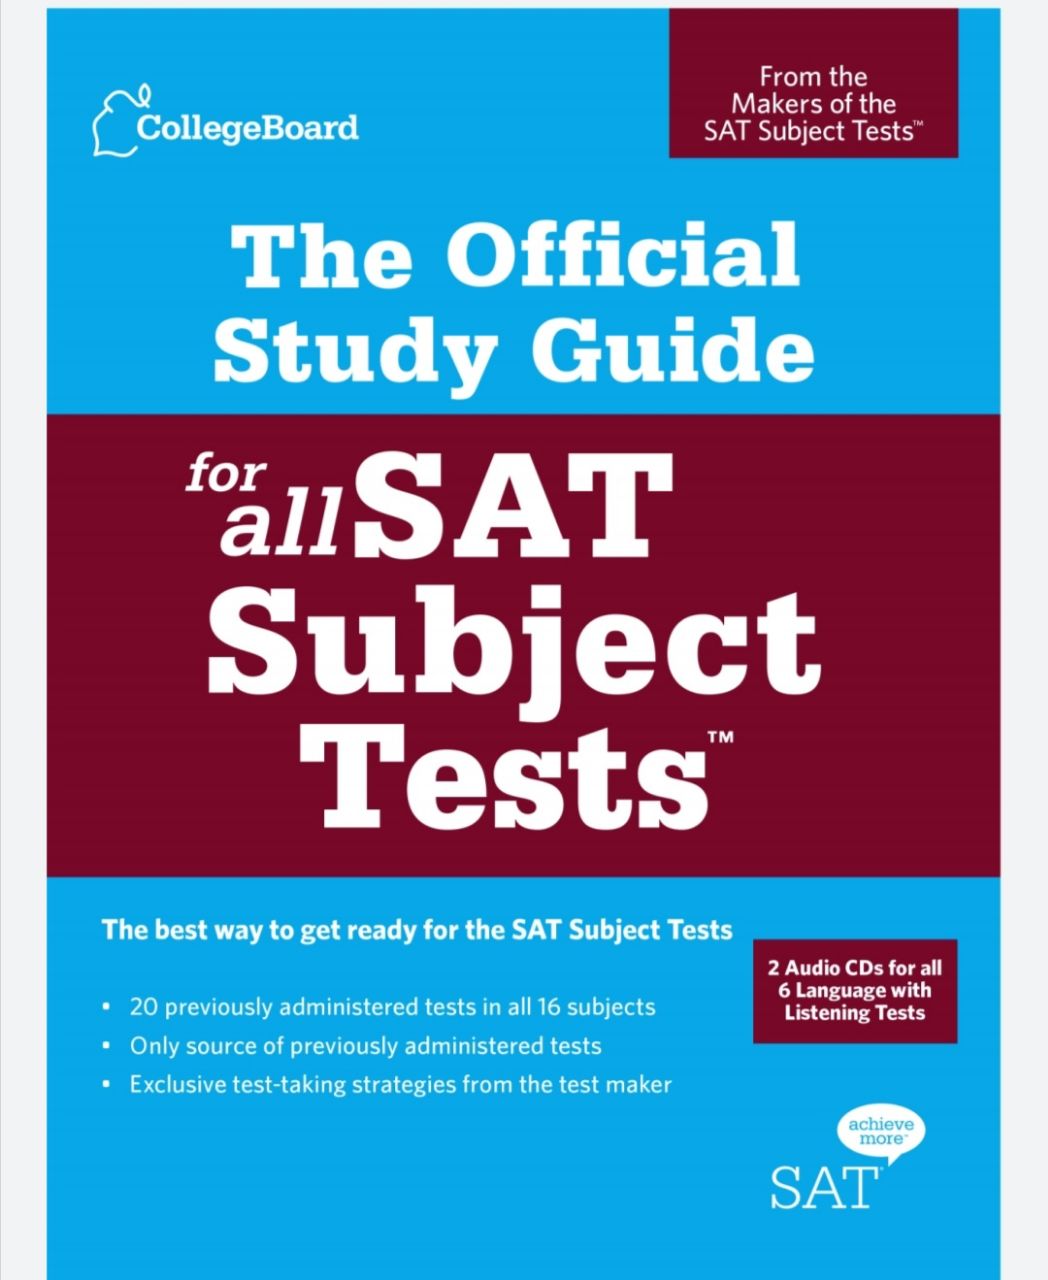 CollegeBoard
From the
Makers of the
SAT Subject Tests™
The Official
Study Guide
for
all SAT
Subject
Tests™
The best way to get ready for the SAT Subject Tests
▪ 20 previously administered tests in all 16 subjects
▪ Only source of previously administered tests
▪ Exclusive test-taking strategies from the test maker
2 Audio CDs for all
6 Language with
Listening Tests
achieve
more™
SAT®